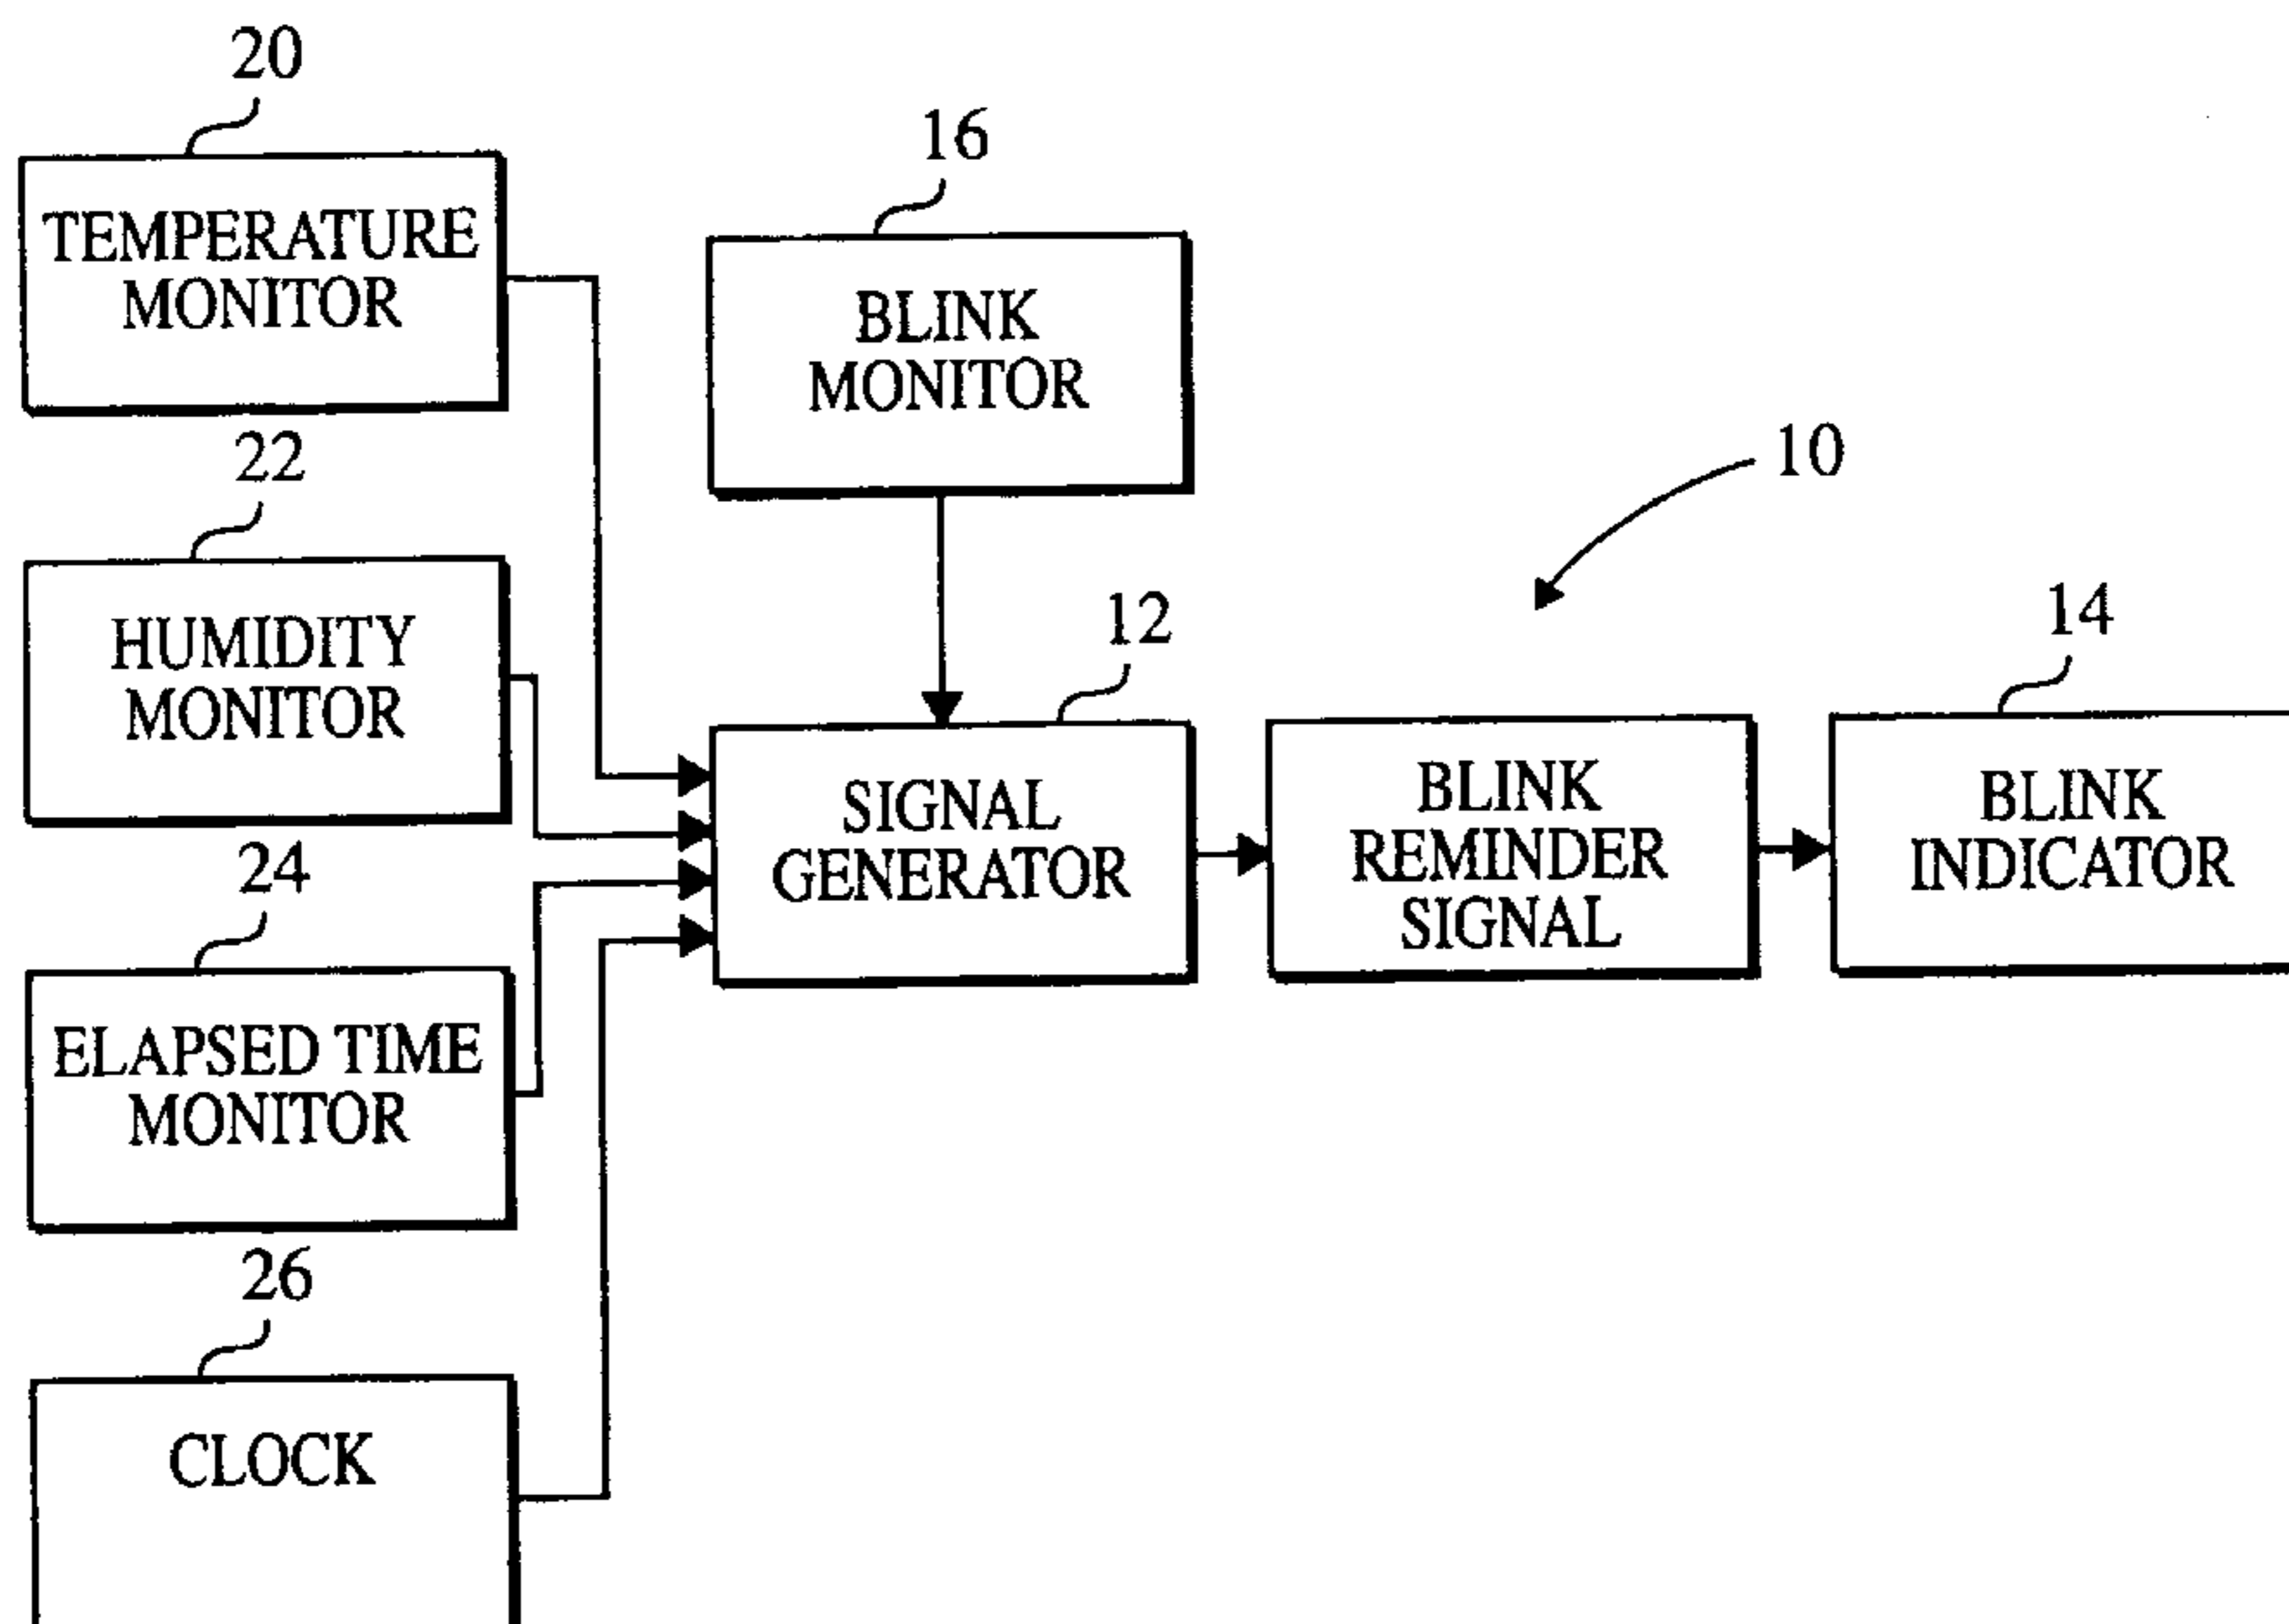 20
TEMPERATURE
MONITOR
16
BLINK
MONITOR
22
HUMIDITY
MONITOR
10
12
SIGNAL
GENERATOR
BLINK
REMINDER
SIGNAL
14
BLINK
INDICATOR
24
ELAPSED TIME
MONITOR
26
CLOCK